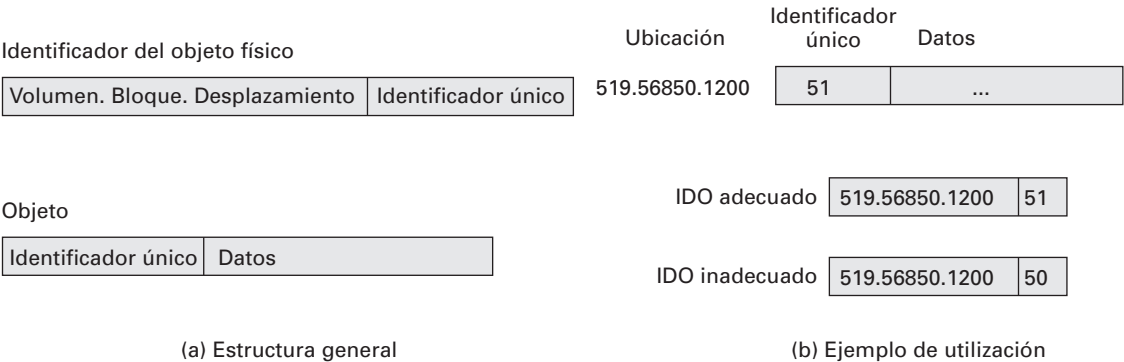 Identificador del objeto físico
Volumen. Bloque. Desplazamiento Identificador único
Objeto
Identificador único Datos
(a) Estructura general
Ubicación Identificador único Datos
519.56850.1200 51 ...
IDO adecuado 519.56850.1200 51
IDO inadecuado 519.56850.1200 50
(b) Ejemplo de utilización